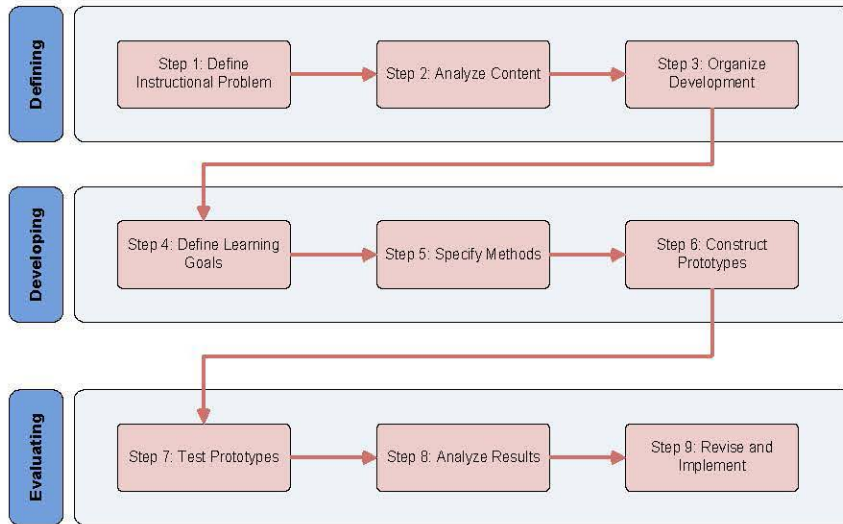 Defining
Step 1: Define
Instructional Problem
Step 2: Analyze Content
Step 3: Organize
Development
Developing
Step 4: Define Learning
Goals
Step 5: Specify Methods
Step 6: Construct
Prototypes
Evaluating
Step 7: Test Prototypes
Step 8: Analyze Results
Step 9: Revise and
Implement